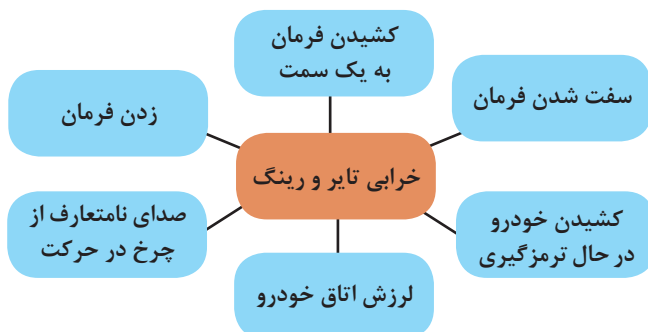 کشیدن فرمان
به یک سمت
سفت شدن فرمان
زدن فرمان
خرابی تایر و رینگ
کشیدن خودرو
در حال ترمزگیری
صدای نامتعارف از
چرخ در حرکت
لرزش اتاق خودرو